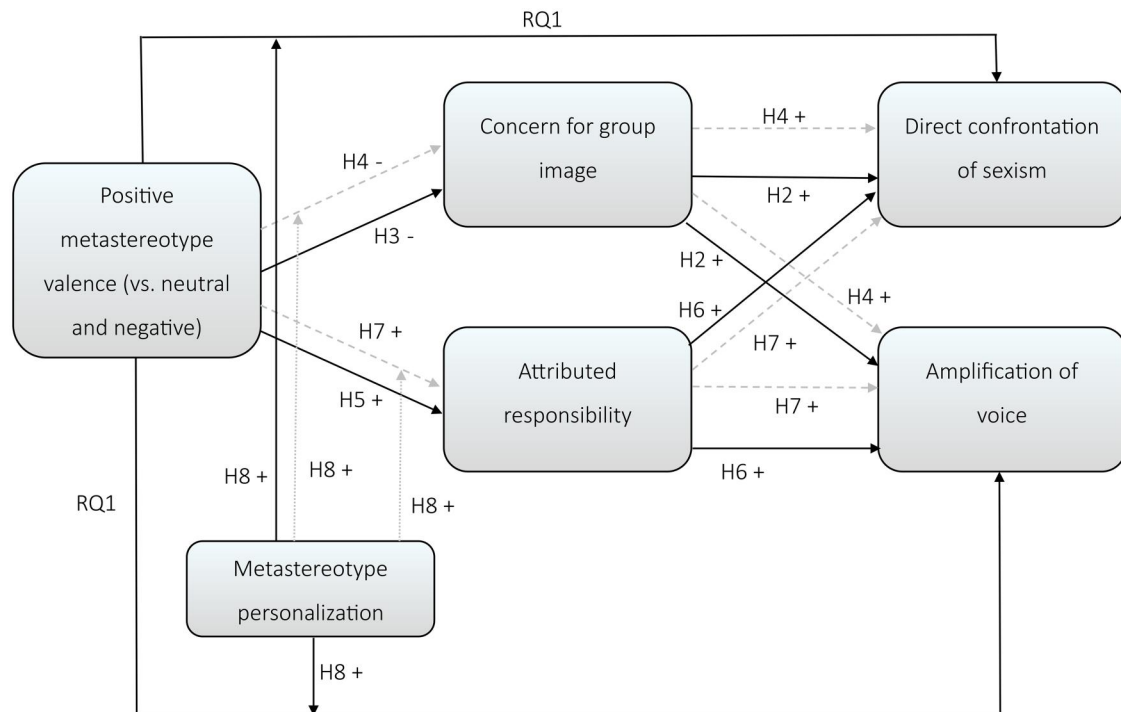 RQ1
Concern for group
image
Direct confrontation
of sexism
H4 +
H4 -
H2 +
Positive
metastereotype
valence (vs. neutral
and negative)
H3 -
H2 +
H4 +
H6 +
H7 +
H7 +
H5 +
Attributed
responsibility
Amplification of
voice
H7 +
H6 +
H8 +
H8 +
H8 +
RQ1
Metastereotype
personalization
H8 +